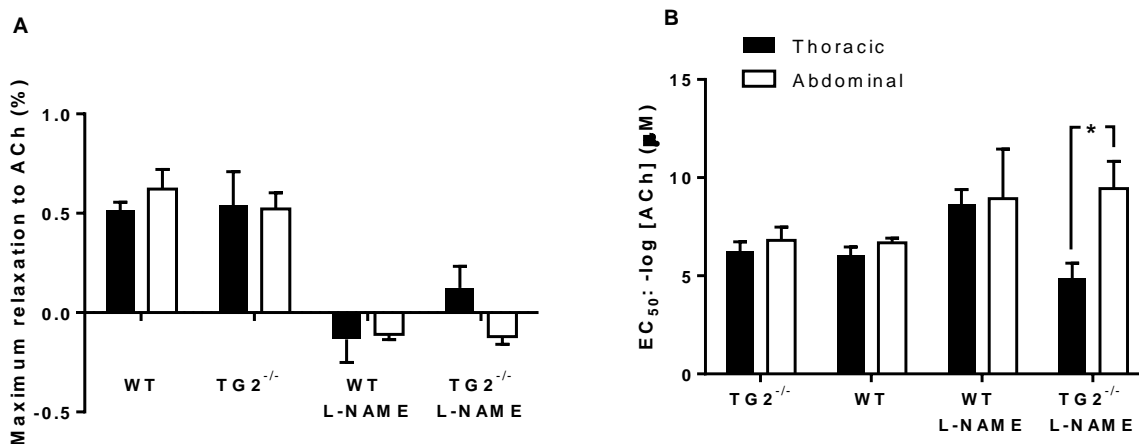 A
Maximum relaxation to ACh (%)
1.0
0.5
0.0
-0.5
WT
TG2-/-
WT
L-NAME
TG2-/-
L-NAME
B
Thoracic
Abdominal
EC50: -log [ACh] (μM)
15
10
5
0
*
TG2-/-
WT
WT
L-NAME
TG2-/-
L-NAME